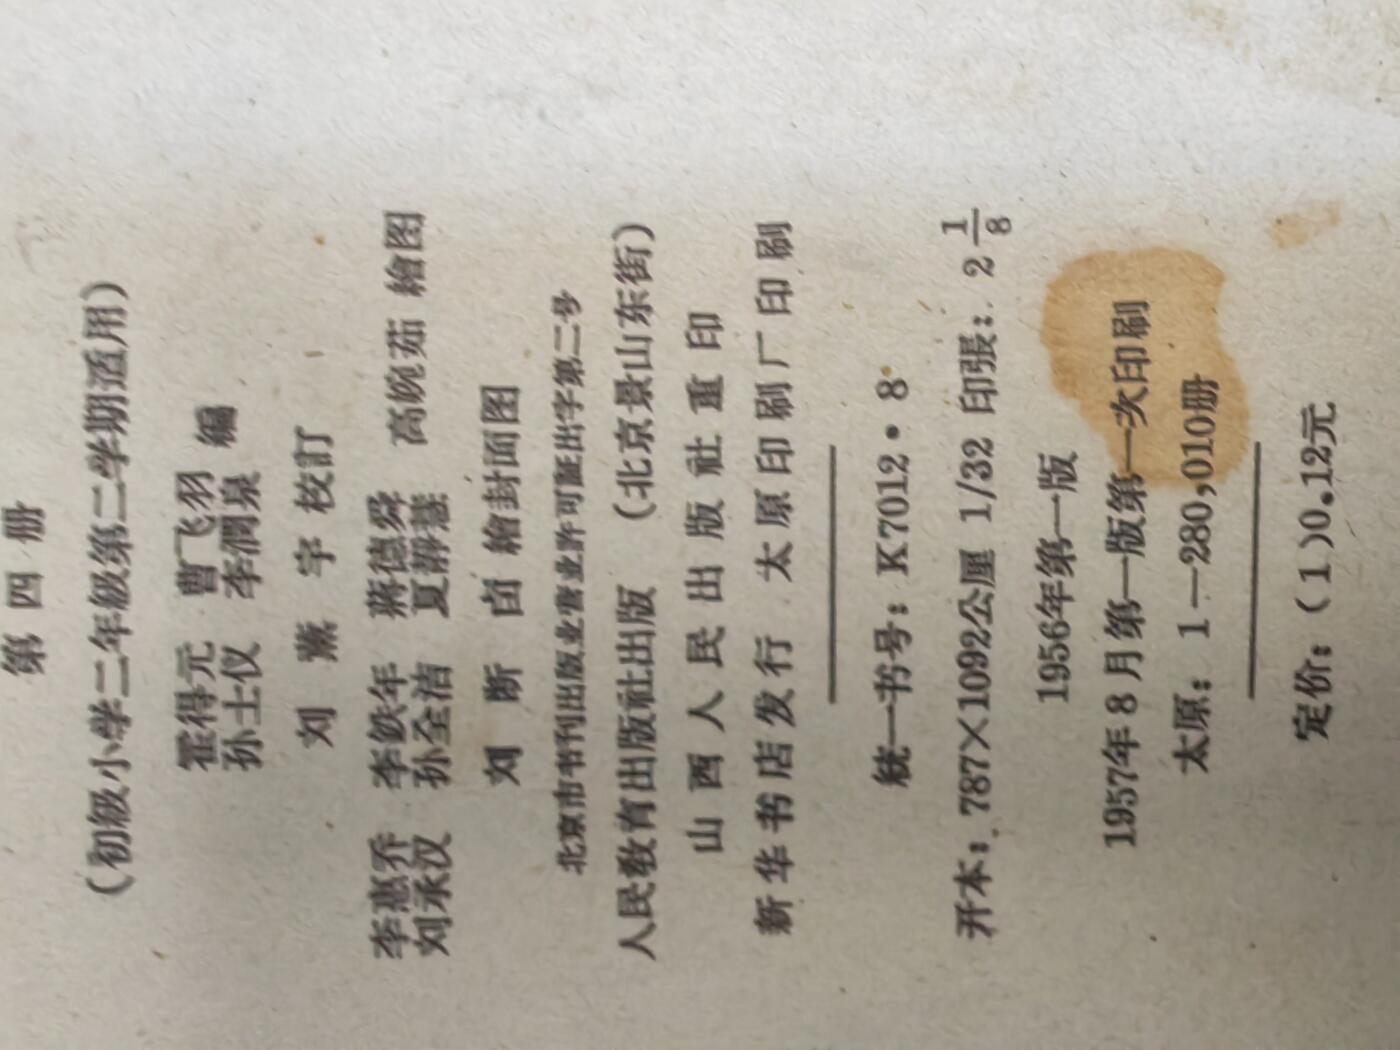 第四册
(初級小学二年級第二学期适用)
霍得元 曹飞羽 編
孙士仪 李潤泉
刘薰宇校訂
李惠乔 李欽年 蔣德舜 高婉茹 繪图
刘承汉 孙全洁 夏静慧
刘断卣繪封面图
北京市书刊出版业营业許可証出字第二号
人民教育出版社出版 (北京景山东街)
山西人民出版社重印
新华书店发行 太原印刷厂印刷
統一书号：K7012·8
开本：787×1092公厘 1/32 印張：2 1/8
1956年第一版
1957年8月第一版第一次印刷
太原：1—280,010册
定价：(1)0.12元